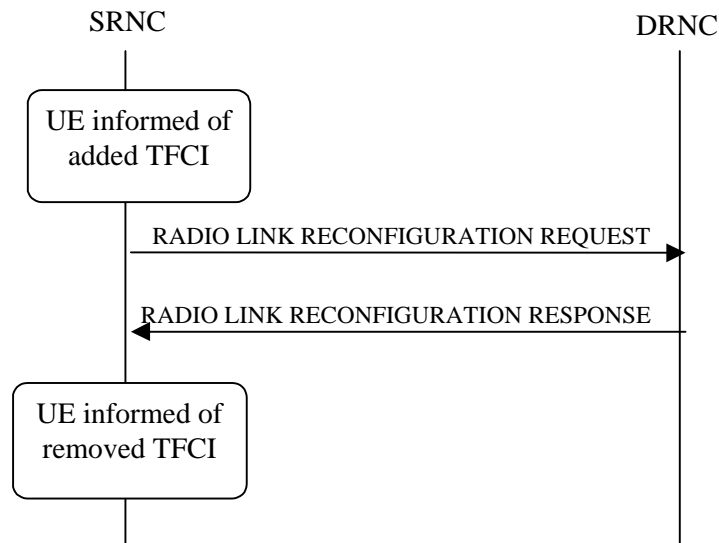 SRNC
DRNC
UE informed of
added TFCI
RADIO LINK RECONFIGURATION REQUEST
RADIO LINK RECONFIGURATION RESPONSE
UE informed of
removed TFCI